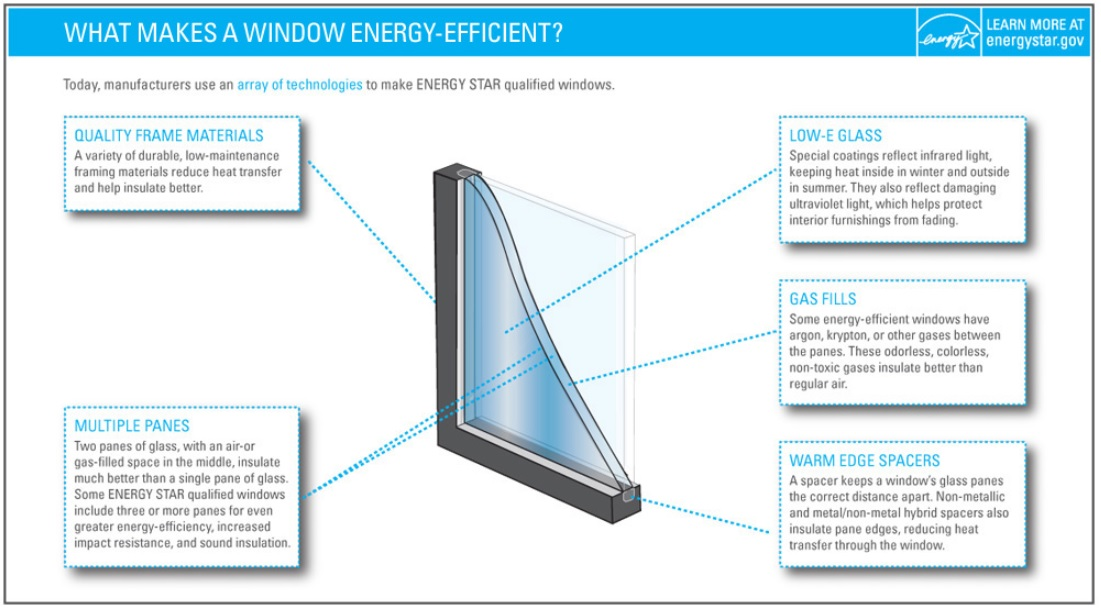 WHAT MAKES A WINDOW ENERGY-EFFICIENT?
energy
LEARN MORE AT
energystar.gov
Today, manufacturers use an array of technologies to make ENERGY STAR qualified windows.
QUALITY FRAME MATERIALS
A variety of durable, low-maintenance
framing materials reduce heat transfer
and help insulate better.
MULTIPLE PANES
Two panes of glass, with an air-or
gas-filled space in the middle, insulate
much better than a single pane of glass.
Some ENERGY STAR qualified windows
include three or more panes for even
greater energy-efficiency, increased
impact resistance, and sound insulation.
LOW-E GLASS
Special coatings reflect infrared light,
keeping heat inside in winter and outside
in summer. They also reflect damaging
ultraviolet light, which helps protect
interior furnishings from fading.
GAS FILLS
Some energy-efficient windows have
argon, krypton, or other gases between
the panes. These odorless, colorless,
non-toxic gases insulate better than
regular air.
WARM EDGE SPACERS
A spacer keeps a window's glass panes
the correct distance apart. Non-metallic
and metal/non-metal hybrid spacers also
insulate pane edges, reducing heat
transfer through the window.